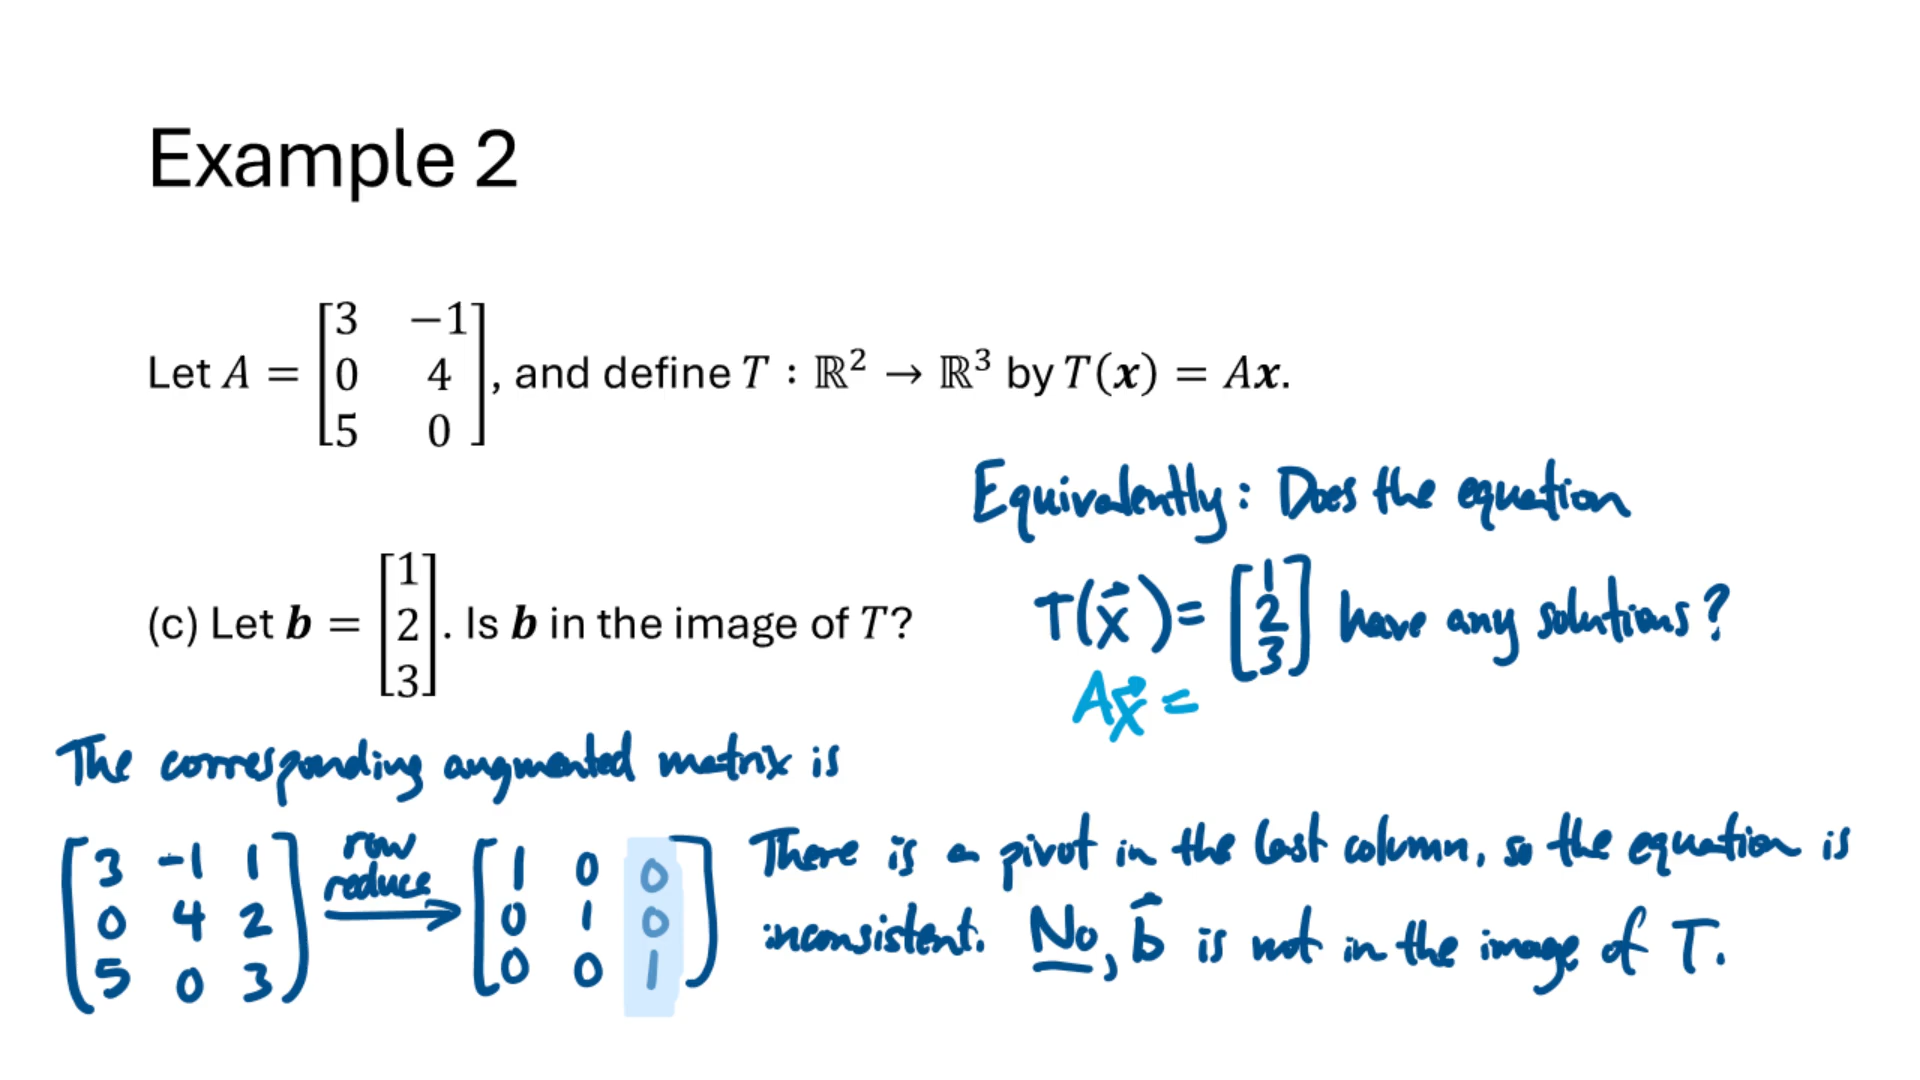 Example 2
Let A = [3 −1; 0 4; 5 0], and define T : ℝ² → ℝ³ by T(x) = Ax.
Equivalently: Does the equation
(c) Let b = [1; 2; 3]. Is b in the image of T?
T(x⃗) = [1; 2; 3] have any solutions?
Ax⃗ =
The corresponding augmented matrix is
[3 -1 1; 0 4 2; 5 0 3] row reduce → [1 0 0; 0 1 0; 0 0 1]
There is a pivot in the last column, so the equation is
inconsistent. No, b⃗ is not in the image of T.